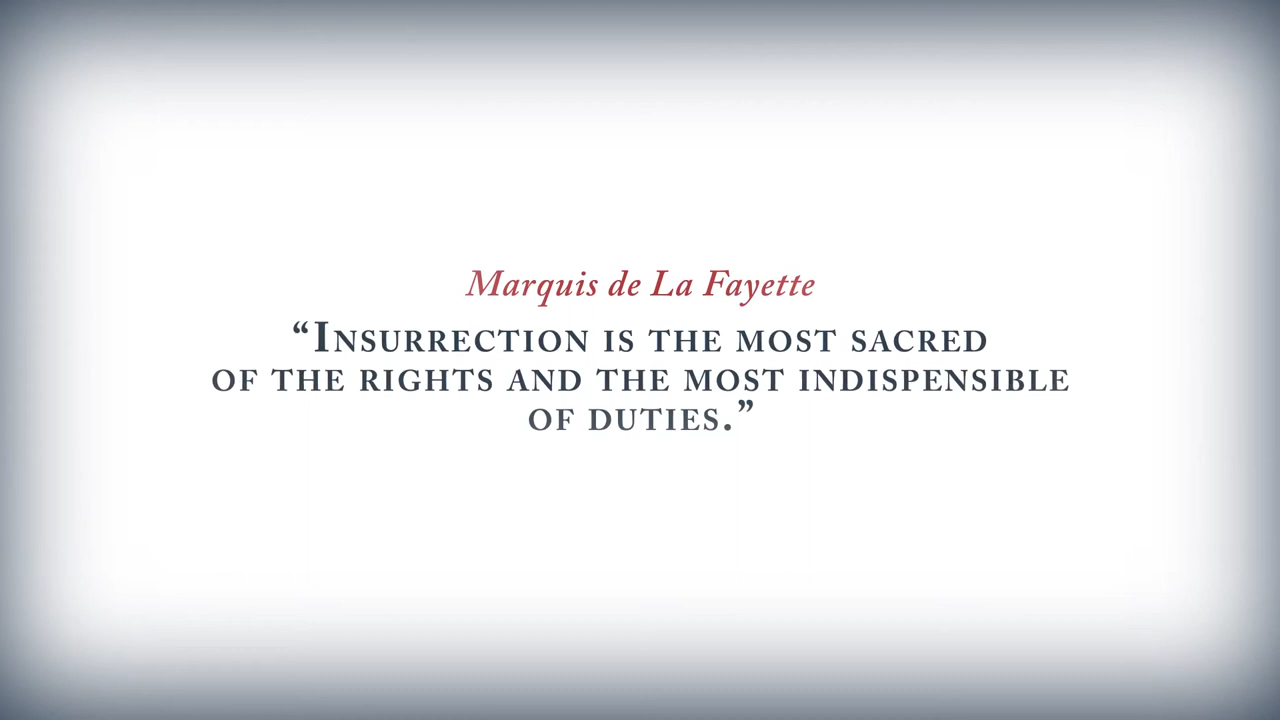 Marquis de La Fayette
“Insurrection is the most sacred
of the rights and the most indispensible
of duties.”